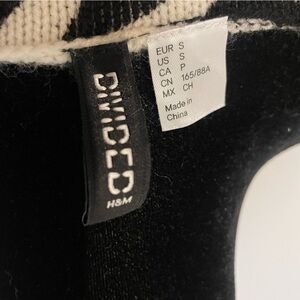 DIVIDED
H&M
EUR S
US S
CA P
CN 165/88A
MX CH
Made in
China